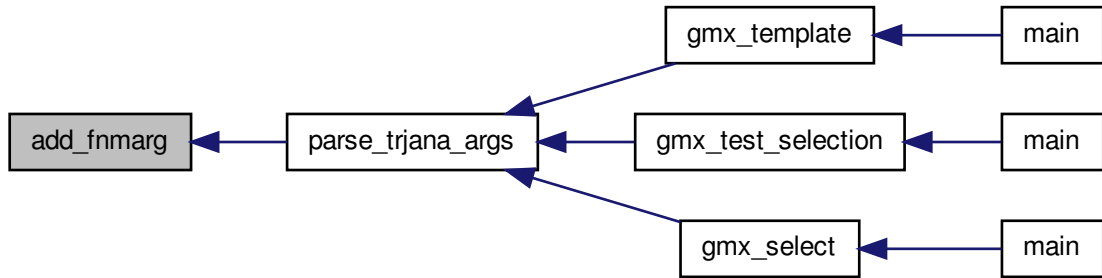 gmx_template
main
add_fnmarg
parse_trjana_args
gmx_test_selection
main
gmx_select
main